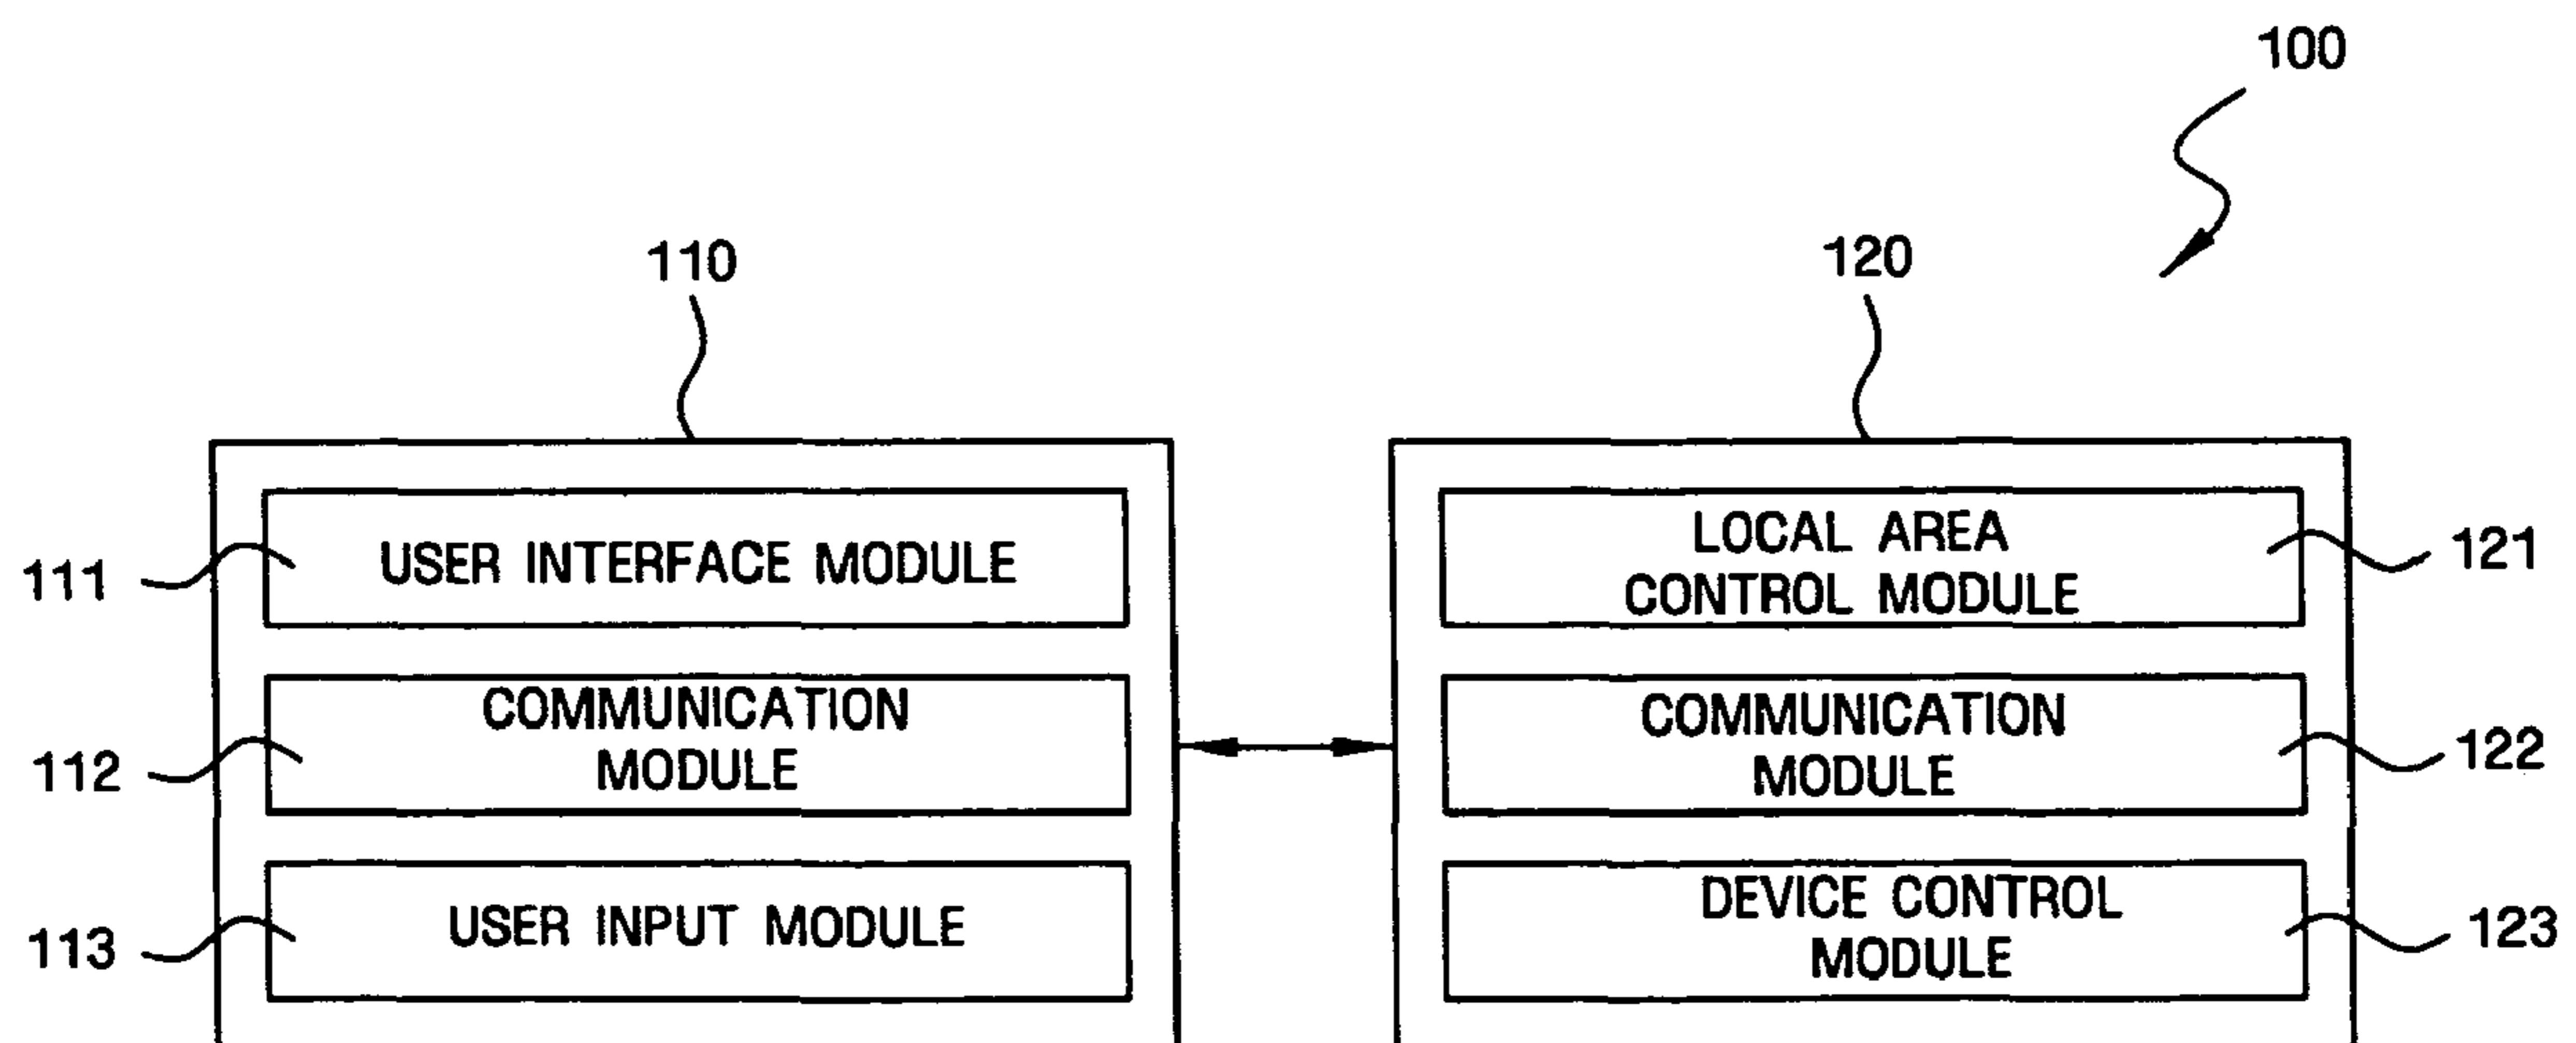 100
110
120
111
USER INTERFACE MODULE
LOCAL AREA
CONTROL MODULE
121
112
COMMUNICATION
MODULE
COMMUNICATION
MODULE
122
113
USER INPUT MODULE
DEVICE CONTROL
MODULE
123